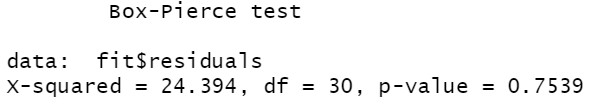 Box-Pierce test
data:  fit$residuals
X-squared = 24.394, df = 30, p-value = 0.7539